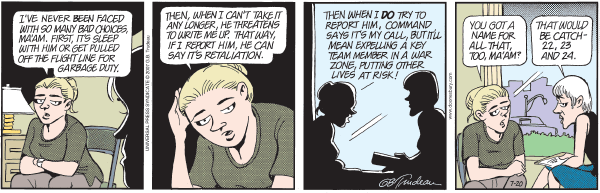 I'VE NEVER BEEN FACED
WITH SO MANY BAD CHOICES,
MA'AM. FIRST, IT'S SLEEP
WITH HIM OR GET PULLED
OFF THE FLIGHT LINE FOR
GARBAGE DUTY.
UNIVERSAL PRESS SYNDICATE © 2007 G.B. Trudeau
THEN, WHEN I CAN'T TAKE IT
ANY LONGER, HE THREATENS
TO WRITE ME UP. THAT WAY,
IF I REPORT HIM, HE CAN
SAY IT'S RETALIATION.
THEN WHEN I DO TRY TO
REPORT HIM, COMMAND
SAYS IT'S MY CALL, BUT IT'LL
MEAN EXPELLING A KEY
TEAM MEMBER IN A WAR
ZONE, PUTTING OTHER
LIVES AT RISK!
GBTrudeau
www.doonesbury.com
YOU GOT A
NAME FOR
ALL THAT,
TOO, MA'AM?
THAT WOULD
BE CATCH-
22, 23
AND 24.
7-20